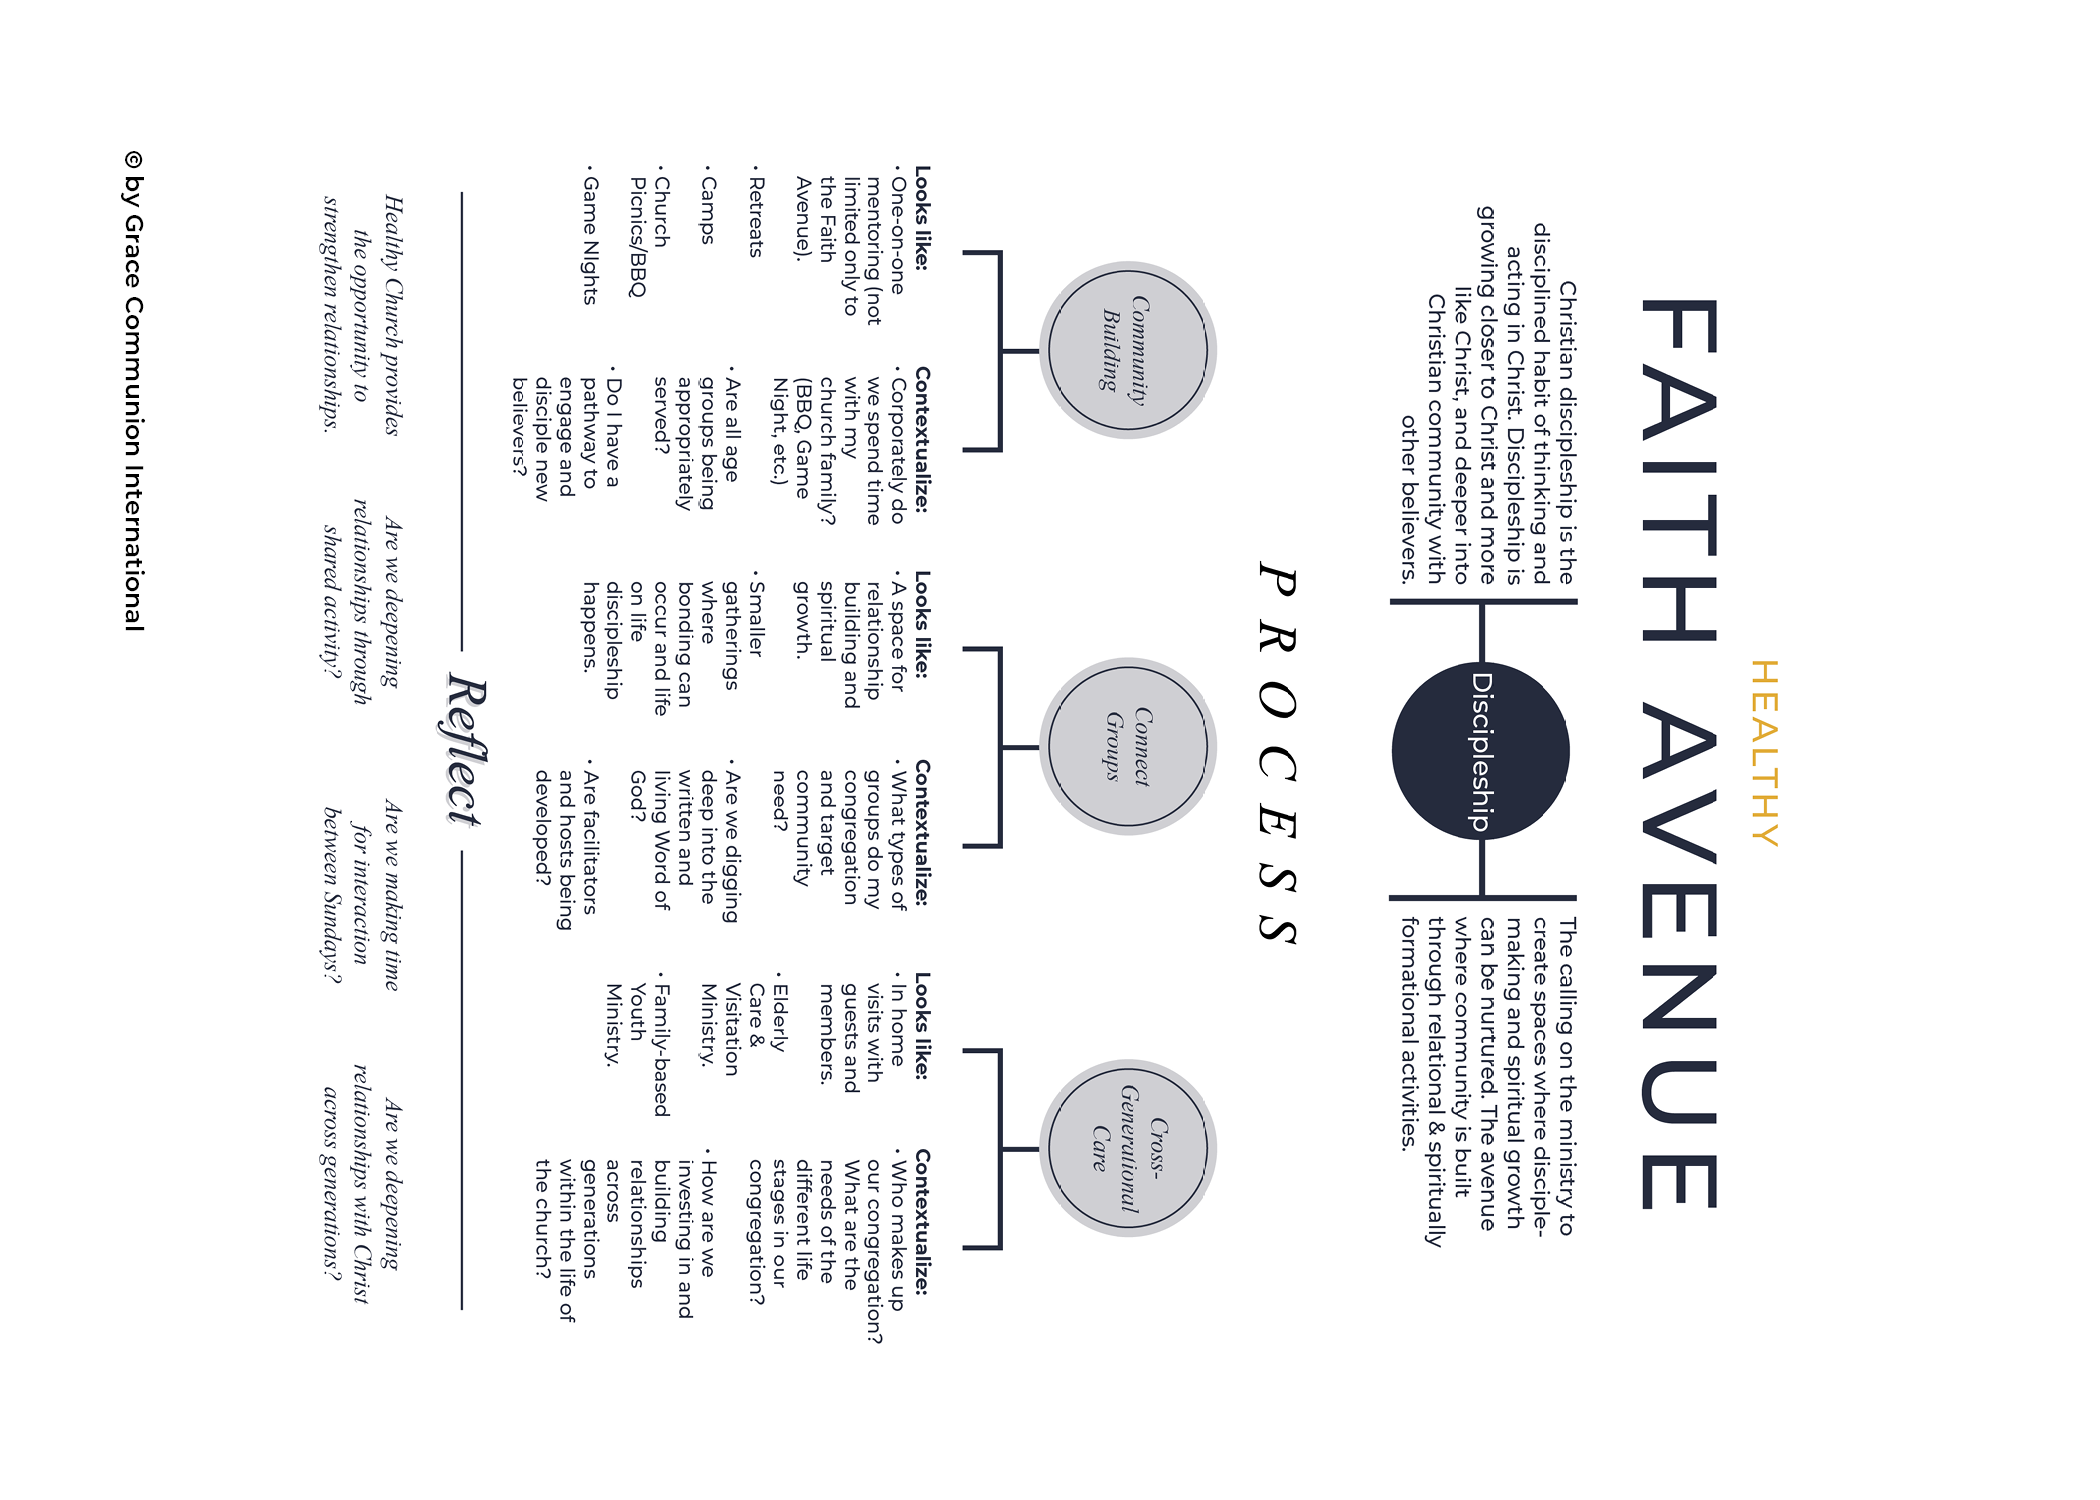 HEALTHY
FAITH AVENUE
Christian discipleship is the
disciplined habit of thinking and
acting in Christ. Discipleship is
growing closer to Christ and more
like Christ, and deeper into
Christian community with
other believers.
Discipleship
The calling on the ministry to
create spaces where disciple-
making and spiritual growth
can be nurtured. The avenue
where community is built
through relational & spiritually
formational activities.
PROCESS
Community
Building
Looks like:
· One-on-one
mentoring (not
limited only to
the Faith
Avenue).
· Retreats
· Camps
· Church
Picnics/BBQ
· Game NIghts
Contextualize:
· Corporately do
we spend time
with my
church family?
(BBQ, Game
Night, etc.)
· Are all age
groups being
appropriately
served?
· Do I have a
pathway to
engage and
disciple new
believers?
Connect
Groups
Looks like:
· A space for
relationship
building and
spiritual
growth.
· Smaller
gatherings
where
bonding can
occur and life
on life
discipleship
happens.
Contextualize:
· What types of
groups do my
congregation
and target
community
need?
· Are we digging
deep into the
written and
living Word of
God?
· Are facilitators
and hosts being
developed?
Cross-
Generational
Care
Looks like:
· In home
visits with
guests and
members.
· Elderly
Care &
Visitation
Ministry.
· Family-based
Youth
Ministry.
Contextualize:
· Who makes up
our congregation?
What are the
needs of the
different life
stages in our
congregation?
· How are we
investing in and
building
relationships
across
generations
within the life of
the church?
Reflect
Healthy Church provides
the opportunity to
strengthen relationships.
Are we deepening
relationships through
shared activity?
Are we making time
for interaction
between Sundays?
Are we deepening
relationships with Christ
across generations?
© by Grace Communion International